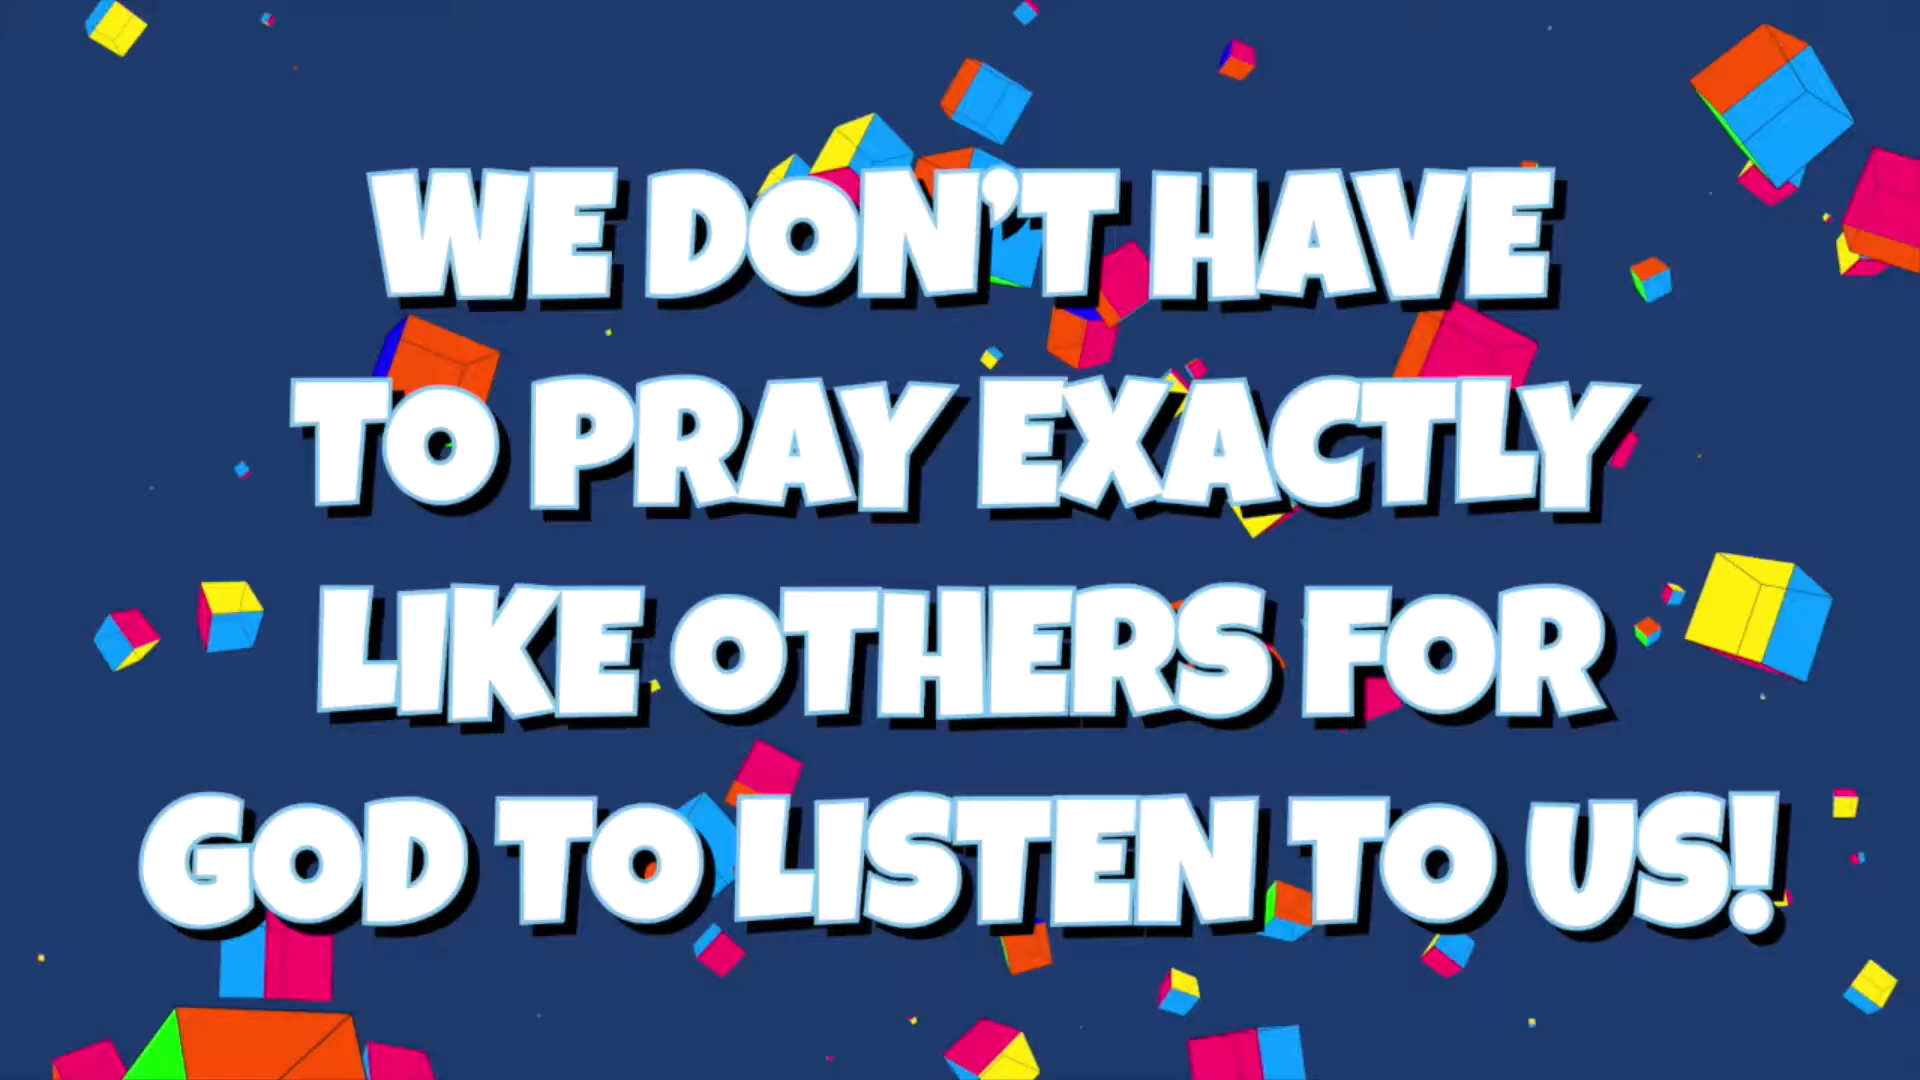 WE DON’T HAVE
TO PRAY EXACTLY
LIKE OTHERS FOR
GOD TO LISTEN TO US!